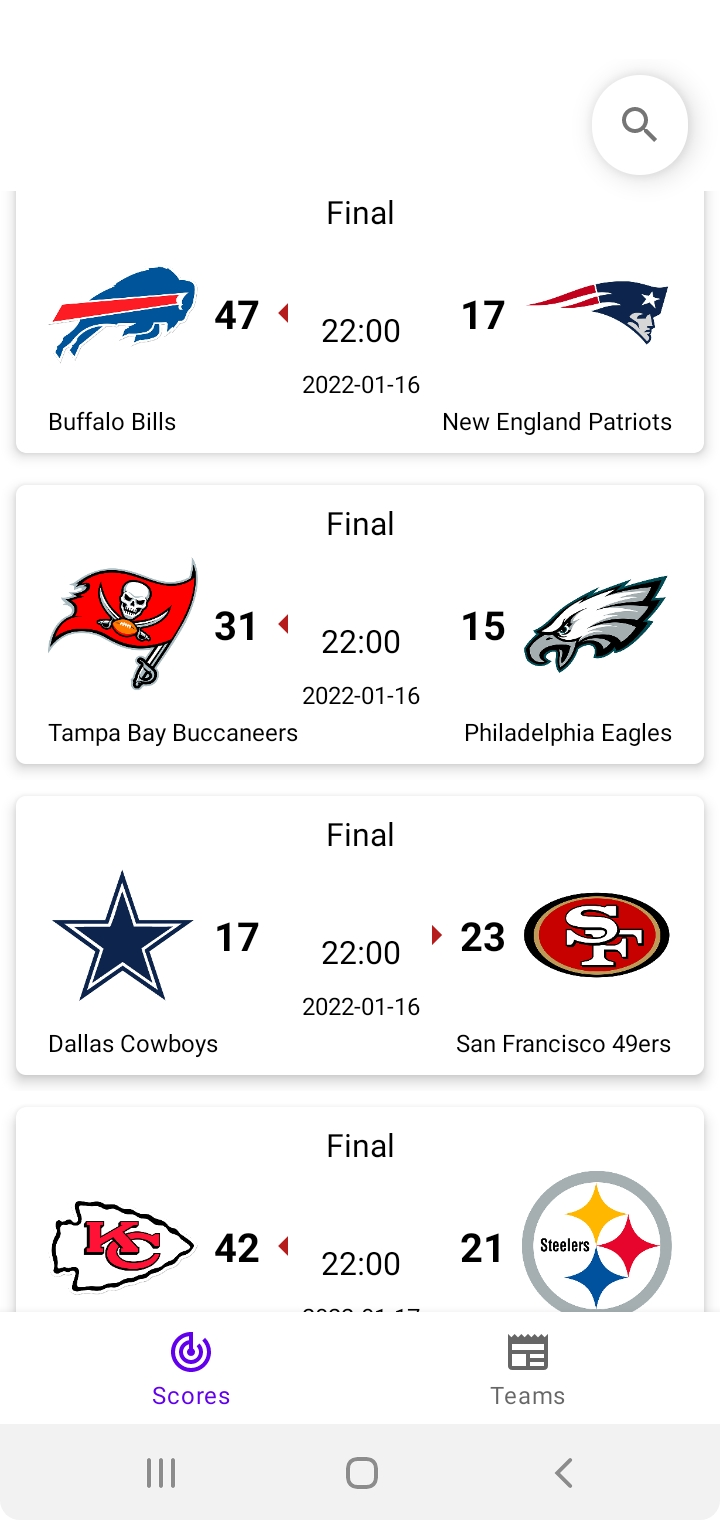 Final
47
17
22:00
2022-01-16
Buffalo Bills
New England Patriots
Final
31
15
22:00
2022-01-16
Tampa Bay Buccaneers
Philadelphia Eagles
Final
17
23
SF
22:00
2022-01-16
Dallas Cowboys
San Francisco 49ers
Final
KC
42
21
Steelers
22:00
Scores
Teams